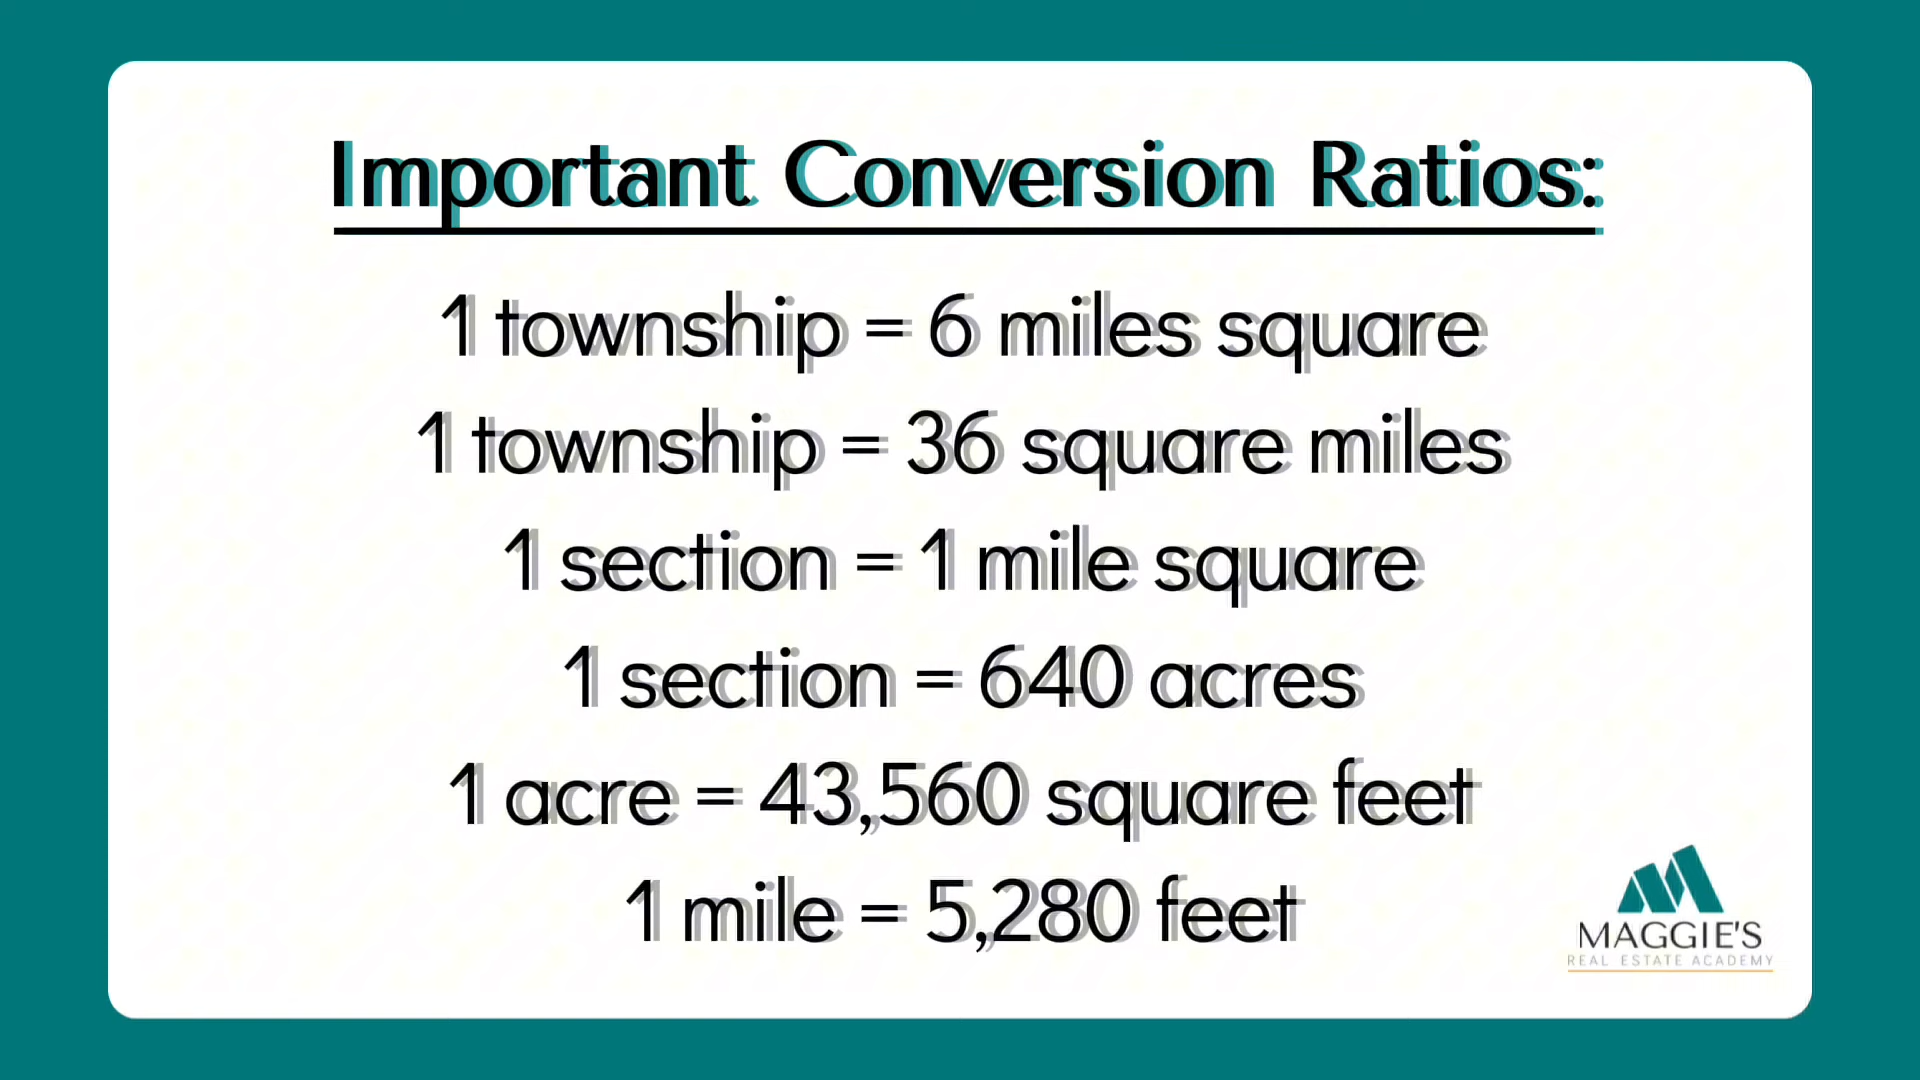 Important Conversion Ratios:
1 township = 6 miles square
1 township = 36 square miles
1 section = 1 mile square
1 section = 640 acres
1 acre = 43,560 square feet
1 mile = 5,280 feet
MAGGIE'S
REAL ESTATE ACADEMY